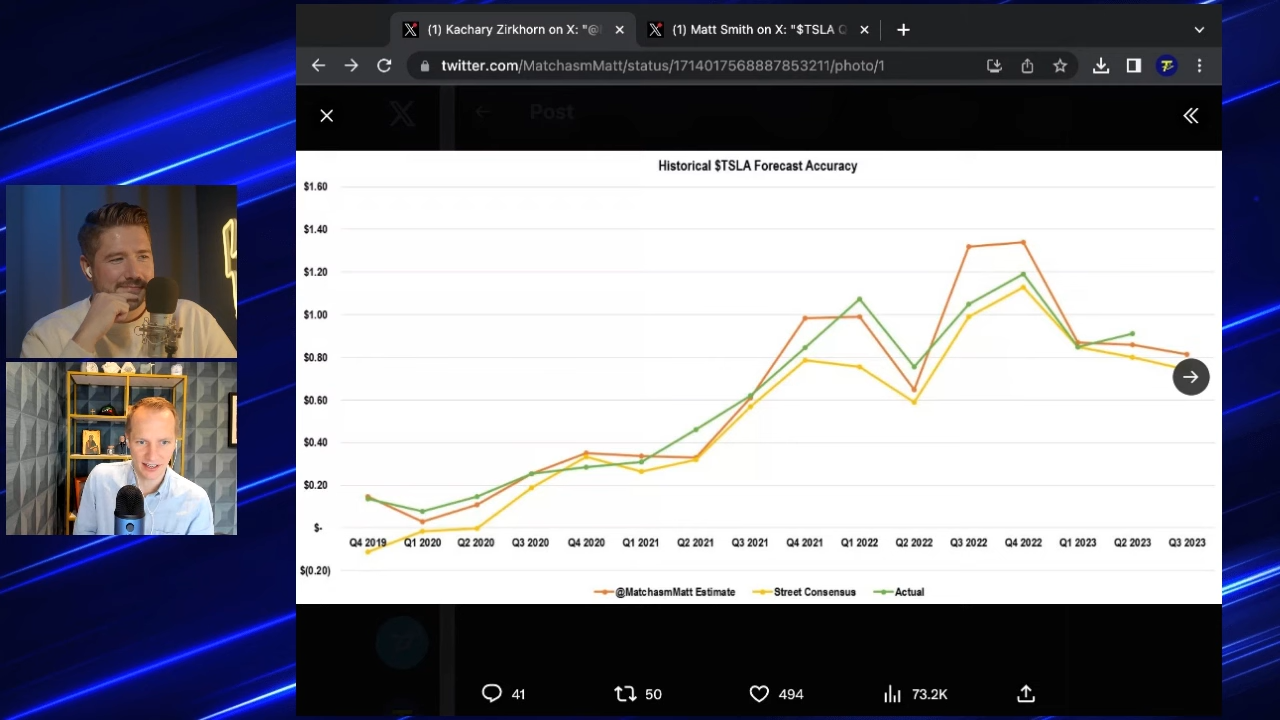 (1) Kachary Zirkhorn on X: "@
(1) Matt Smith on X: "$TSLA Q
twitter.com/MatchasmMatt/status/1714017568887853211/photo/1
Post
Historical $TSLA Forecast Accuracy
$1.60
$1.40
$1.20
$1.00
$0.80
$0.60
$0.40
$0.20
$-
$(0.20)
Q4 2019 Q1 2020 Q2 2020 Q3 2020 Q4 2020 Q1 2021 Q2 2021 Q3 2021 Q4 2021 Q1 2022 Q2 2022 Q3 2022 Q4 2022 Q1 2023 Q2 2023 Q3 2023
@MatchasmMatt Estimate Street Consensus Actual
41 50 494 73.2K